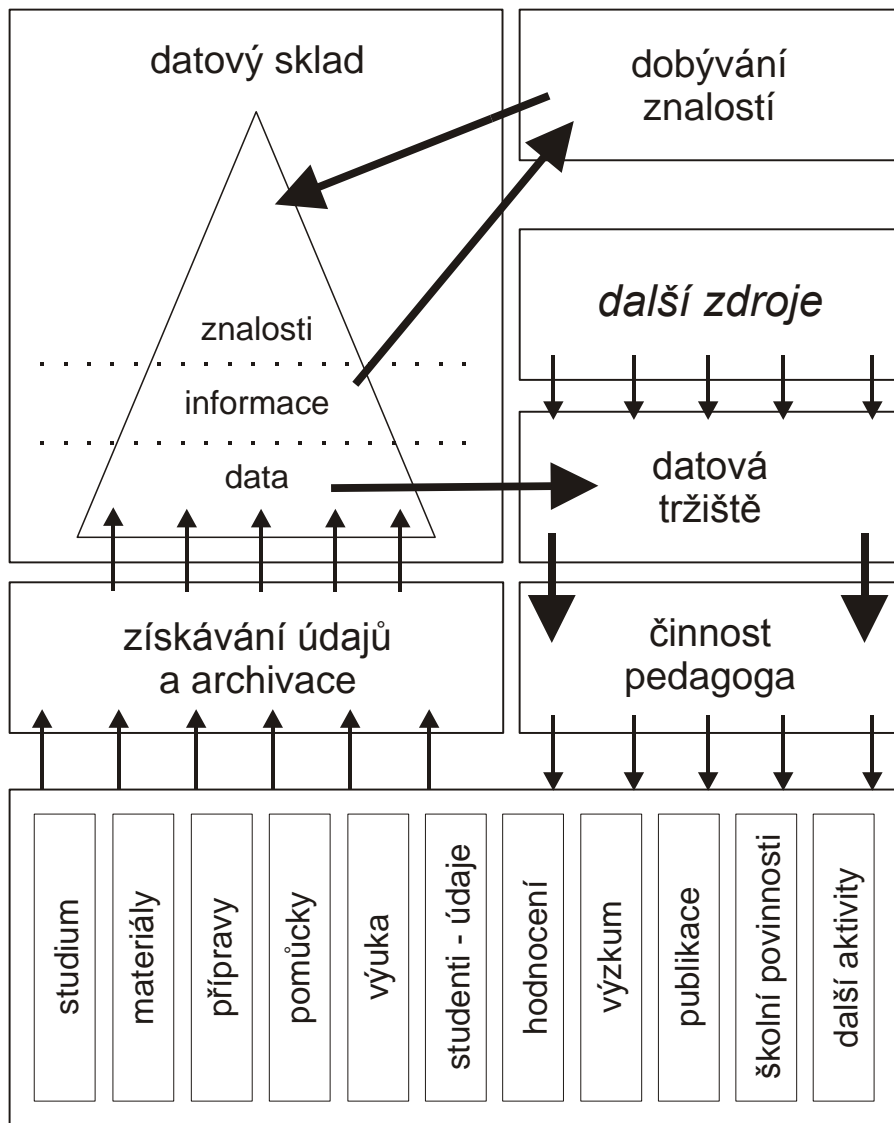 datový sklad
znalosti
informace
data
dobývání
znalostí
další zdroje
datová
tržiště
získávání údajů
a archivace
činnost
pedagoga
studium
materiály
přípravy
pomůcky
výuka
studenti - údaje
hodnocení
výzkum
publikace
školní povinnosti
další aktivity